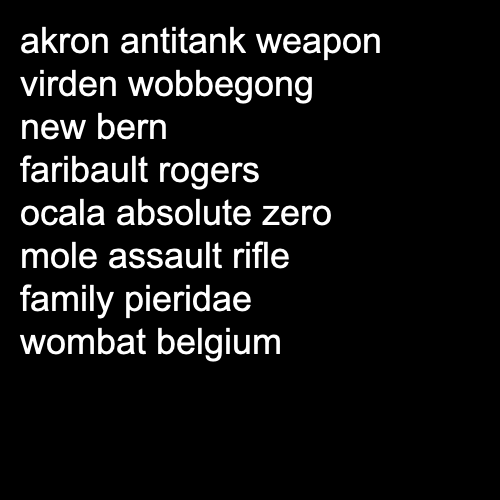 akron antitank weapon
virden wobbegong
new bern
faribault rogers
ocala absolute zero
mole assault rifle
family pieridae
wombat belgium